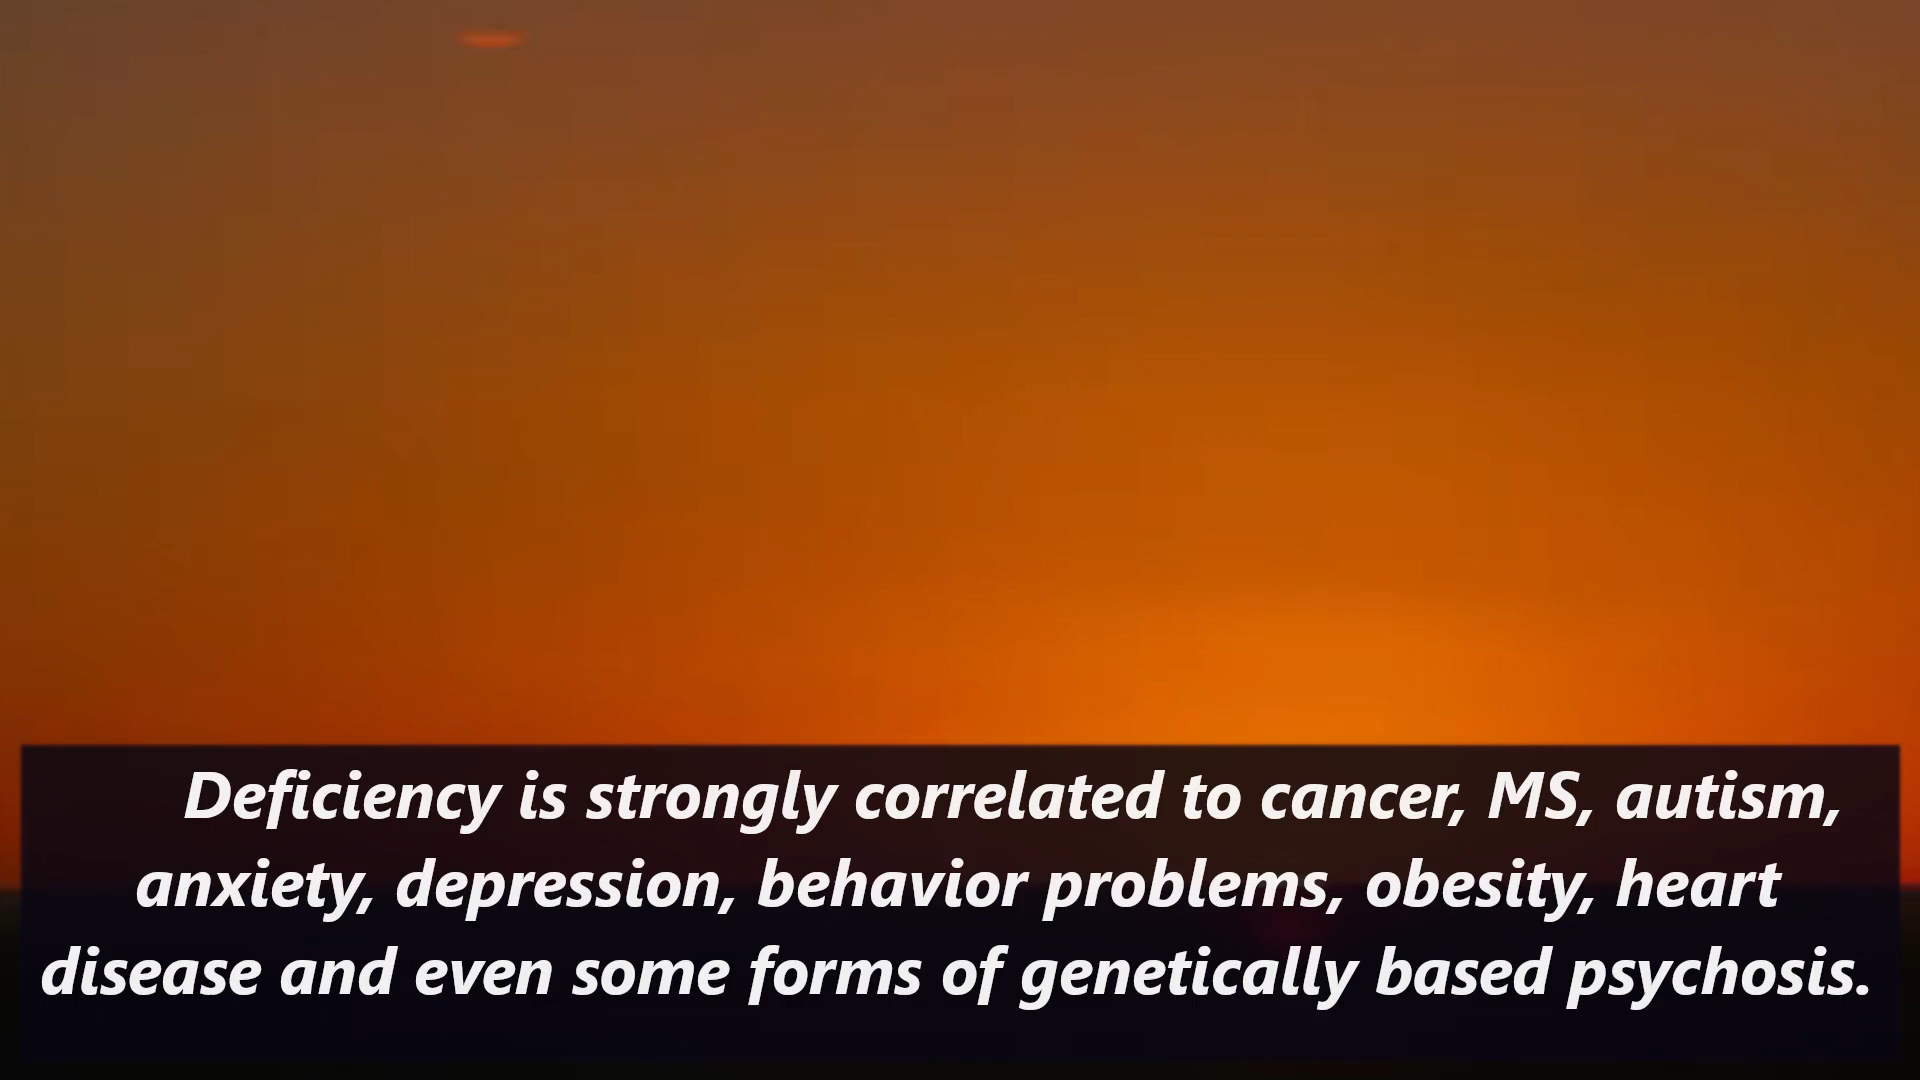 Deficiency is strongly correlated to cancer, MS, autism,
anxiety, depression, behavior problems, obesity, heart
disease and even some forms of genetically based psychosis.